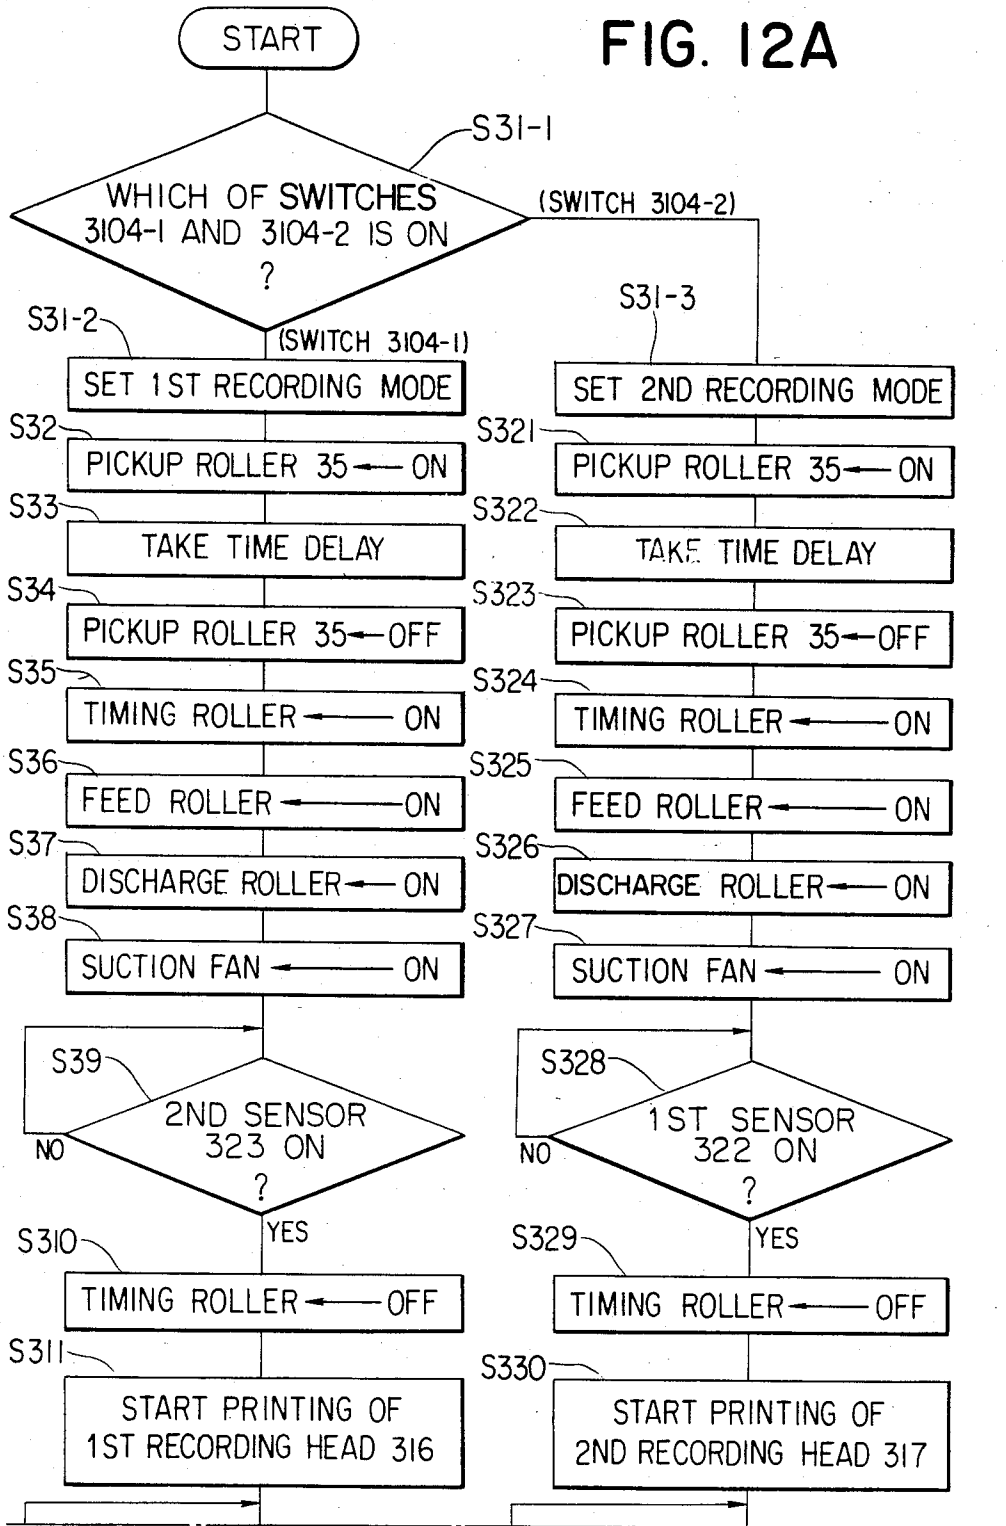 START
FIG. 12A
S31-1
WHICH OF SWITCHES
3104-1 AND 3104-2 IS ON
?
(SWITCH 3104-2)
S31-2
(SWITCH 3104-1)
SET 1ST RECORDING MODE
S32
PICKUP ROLLER 35 ← ON
S33
TAKE TIME DELAY
S34
PICKUP ROLLER 35 ← OFF
S35
TIMING ROLLER ← ON
S36
FEED ROLLER ← ON
S37
DISCHARGE ROLLER ← ON
S38
SUCTION FAN ← ON
S39
2ND SENSOR
323 ON
?
NO
YES
S310
TIMING ROLLER ← OFF
S311
START PRINTING OF
1ST RECORDING HEAD 316
S31-3
SET 2ND RECORDING MODE
S321
PICKUP ROLLER 35 ← ON
S322
TAKE TIME DELAY
S323
PICKUP ROLLER 35 ← OFF
S324
TIMING ROLLER ← ON
S325
FEED ROLLER ← ON
S326
DISCHARGE ROLLER ← ON
S327
SUCTION FAN ← ON
S328
1ST SENSOR
322 ON
?
NO
YES
S329
TIMING ROLLER ← OFF
S330
START PRINTING OF
2ND RECORDING HEAD 317